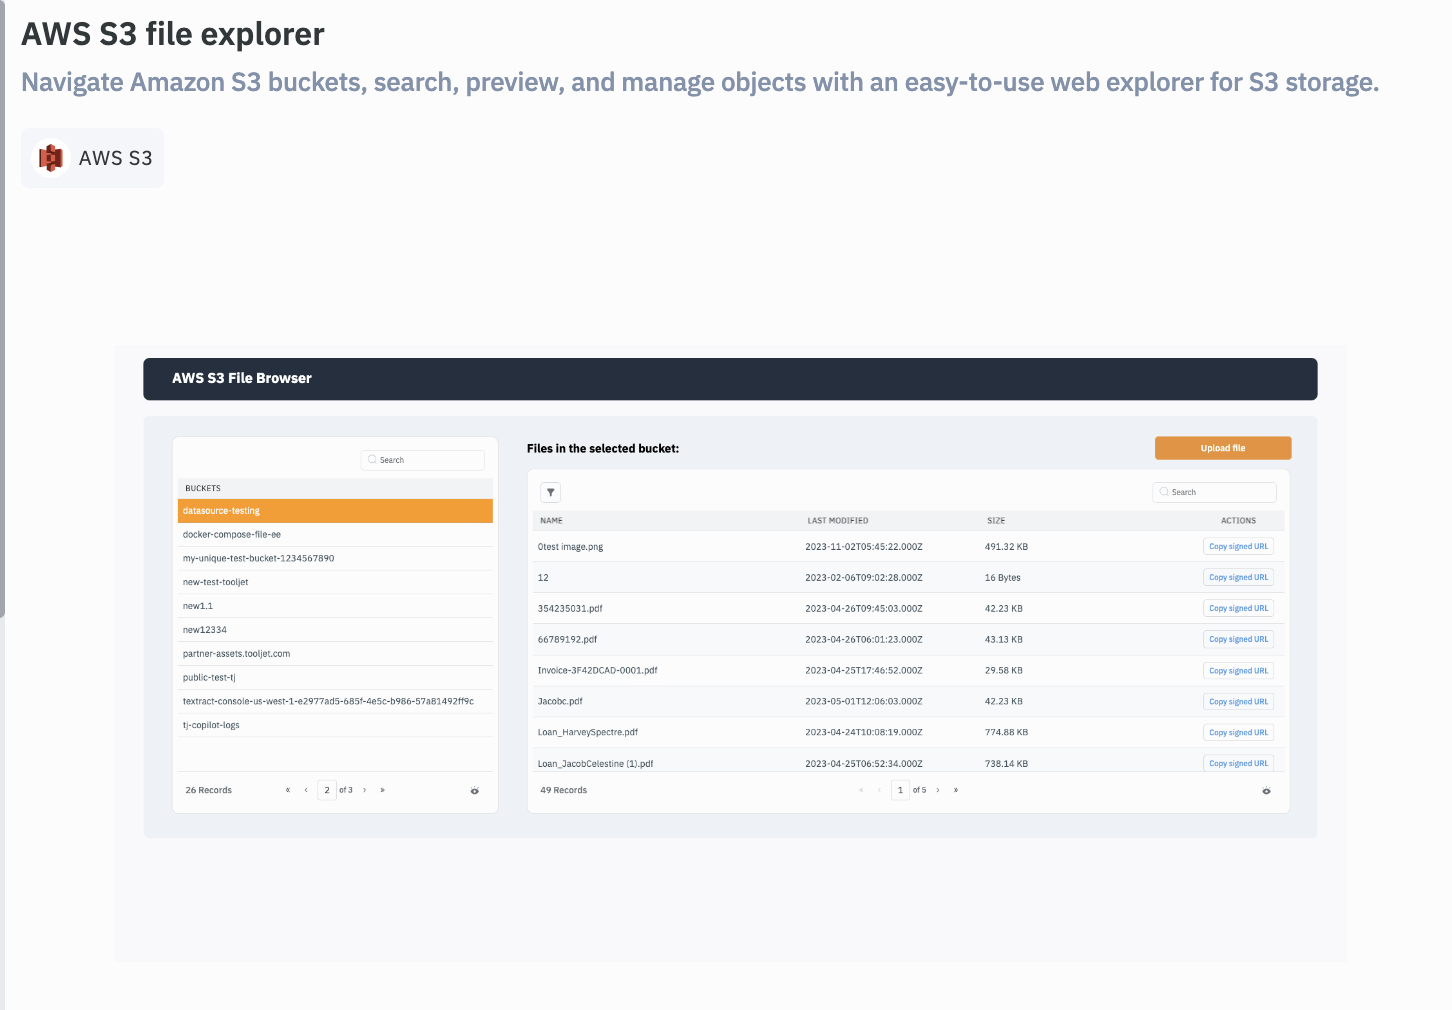 AWS S3 file explorer
Navigate Amazon S3 buckets, search, preview, and manage objects with an easy-to-use web explorer for S3 storage.
AWS S3
AWS S3 File Browser
Search
BUCKETS
datasource-testing
docker-compose-file-ee
my-unique-test-bucket-1234567890
new-test-tooljet
new1.1
new12334
partner-assets.tooljet.com
public-test-tj
textract-console-us-west-1-e2977ad5-685f-4e5c-b986-57a81492ff9c
tj-copilot-logs
26 Records « ‹ 2 of 3 › »
Files in the selected bucket: Upload file
Search
NAME LAST MODIFIED SIZE ACTIONS
0test image.png 2023-11-02T05:45:22.000Z 491.32 KB Copy signed URL
12 2023-02-06T09:02:28.000Z 16 Bytes Copy signed URL
354235031.pdf 2023-04-26T09:45:03.000Z 42.23 KB Copy signed URL
66789192.pdf 2023-04-26T06:01:23.000Z 43.13 KB Copy signed URL
Invoice-3F42DCAD-0001.pdf 2023-04-25T17:46:52.000Z 29.58 KB Copy signed URL
Jacobc.pdf 2023-05-01T12:06:03.000Z 42.23 KB Copy signed URL
Loan_HarveySpectre.pdf 2023-04-24T10:08:19.000Z 774.88 KB Copy signed URL
Loan_JacobCelestine (1).pdf 2023-04-25T06:52:34.000Z 738.14 KB Copy signed URL
49 Records « ‹ 1 of 5 › »